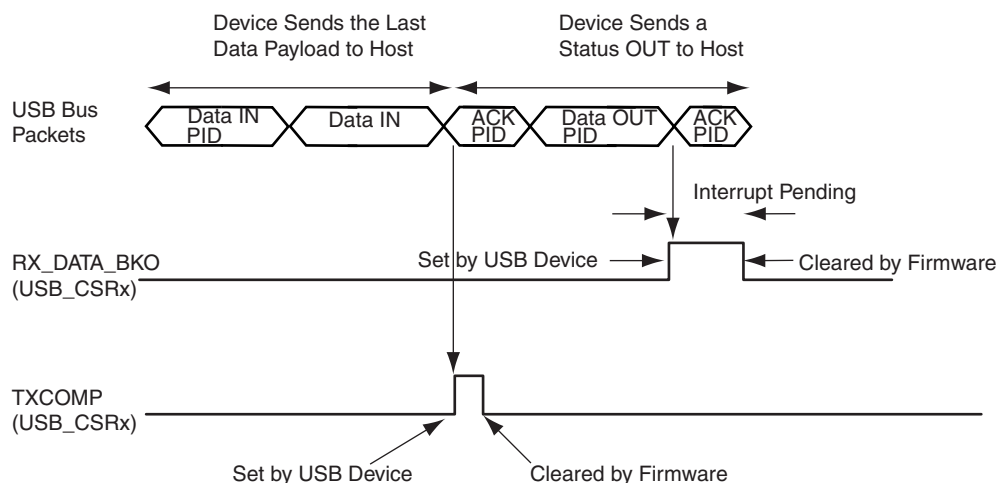 Device Sends the Last
Data Payload to Host
Device Sends a
Status OUT to Host
USB Bus
Packets
Data IN
PID
Data IN
ACK
PID
Data OUT
PID
ACK
PID
Interrupt Pending
RX_DATA_BKO
(USB_CSRx)
Set by USB Device
Cleared by Firmware
TXCOMP
(USB_CSRx)
Set by USB Device
Cleared by Firmware